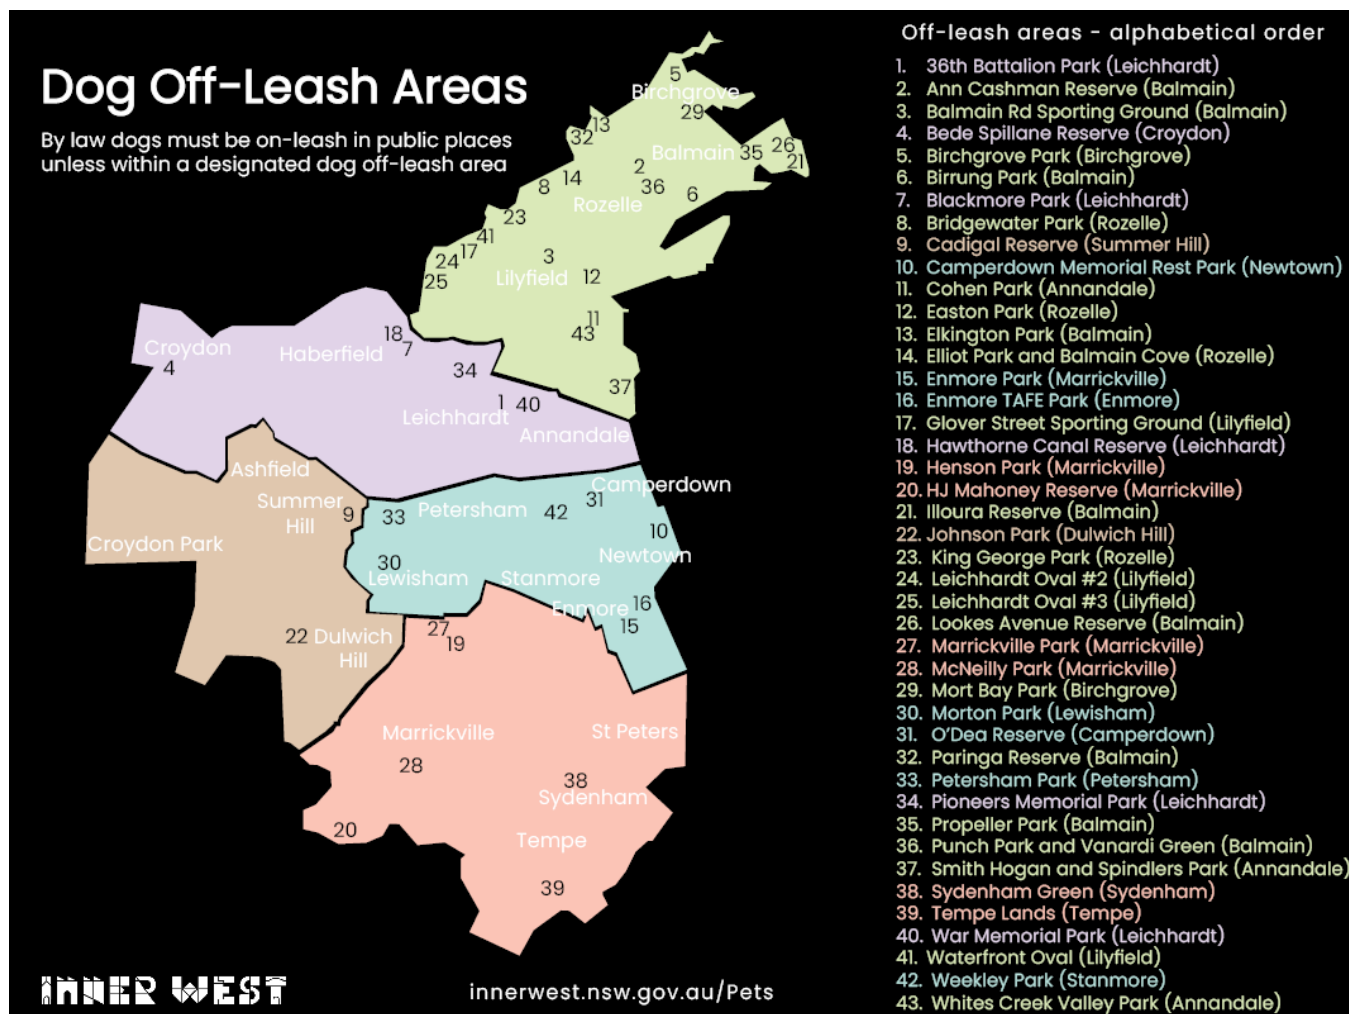 Dog Off-Leash Areas
By law dogs must be on-leash in public places
unless within a designated dog off-leash area
5
Birchgrove
29
13
32
Balmain
35
26
21
2
14
8
36
6
Rozelle
23
41
17
24
3
25
Lilyfield
12
11
43
18
7
Croydon
Haberfield
4
34
37
1
40
Leichhardt
Annandale
Ashfield
Camperdown
Summer
Hill
9
33
Petersham
42
31
10
Croydon Park
Newtown
30
Lewisham
Stanmore
Enmore
16
15
22
Dulwich
Hill
27
19
Marrickville
St Peters
28
38
Sydenham
20
Tempe
39
INNER WEST
innerwest.nsw.gov.au/Pets
Off-leash areas - alphabetical order
1. 36th Battalion Park (Leichhardt)
2. Ann Cashman Reserve (Balmain)
3. Balmain Rd Sporting Ground (Balmain)
4. Bede Spillane Reserve (Croydon)
5. Birchgrove Park (Birchgrove)
6. Birrung Park (Balmain)
7. Blackmore Park (Leichhardt)
8. Bridgewater Park (Rozelle)
9. Cadigal Reserve (Summer Hill)
10. Camperdown Memorial Rest Park (Newtown)
11. Cohen Park (Annandale)
12. Easton Park (Rozelle)
13. Elkington Park (Balmain)
14. Elliot Park and Balmain Cove (Rozelle)
15. Enmore Park (Marrickville)
16. Enmore TAFE Park (Enmore)
17. Glover Street Sporting Ground (Lilyfield)
18. Hawthorne Canal Reserve (Leichhardt)
19. Henson Park (Marrickville)
20. HJ Mahoney Reserve (Marrickville)
21. Illoura Reserve (Balmain)
22. Johnson Park (Dulwich Hill)
23. King George Park (Rozelle)
24. Leichhardt Oval #2 (Lilyfield)
25. Leichhardt Oval #3 (Lilyfield)
26. Lookes Avenue Reserve (Balmain)
27. Marrickville Park (Marrickville)
28. McNeilly Park (Marrickville)
29. Mort Bay Park (Birchgrove)
30. Morton Park (Lewisham)
31. O'Dea Reserve (Camperdown)
32. Paringa Reserve (Balmain)
33. Petersham Park (Petersham)
34. Pioneers Memorial Park (Leichhardt)
35. Propeller Park (Balmain)
36. Punch Park and Vanardi Green (Balmain)
37. Smith Hogan and Spindlers Park (Annandale)
38. Sydenham Green (Sydenham)
39. Tempe Lands (Tempe)
40. War Memorial Park (Leichhardt)
41. Waterfront Oval (Lilyfield)
42. Weekley Park (Stanmore)
43. Whites Creek Valley Park (Annandale)